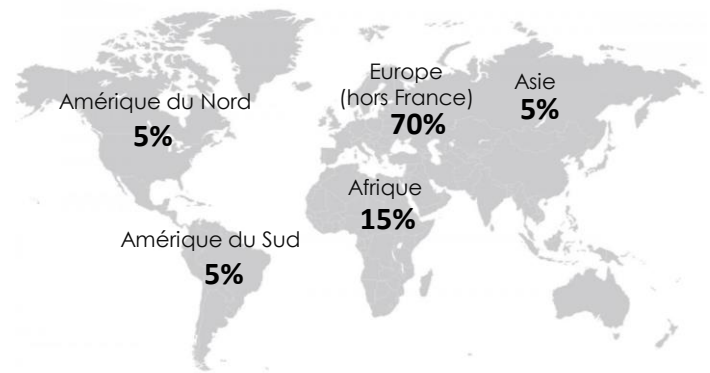 Amérique du Nord
5%
Europe
(hors France)
70%
Asie
5%
Afrique
15%
Amérique du Sud
5%